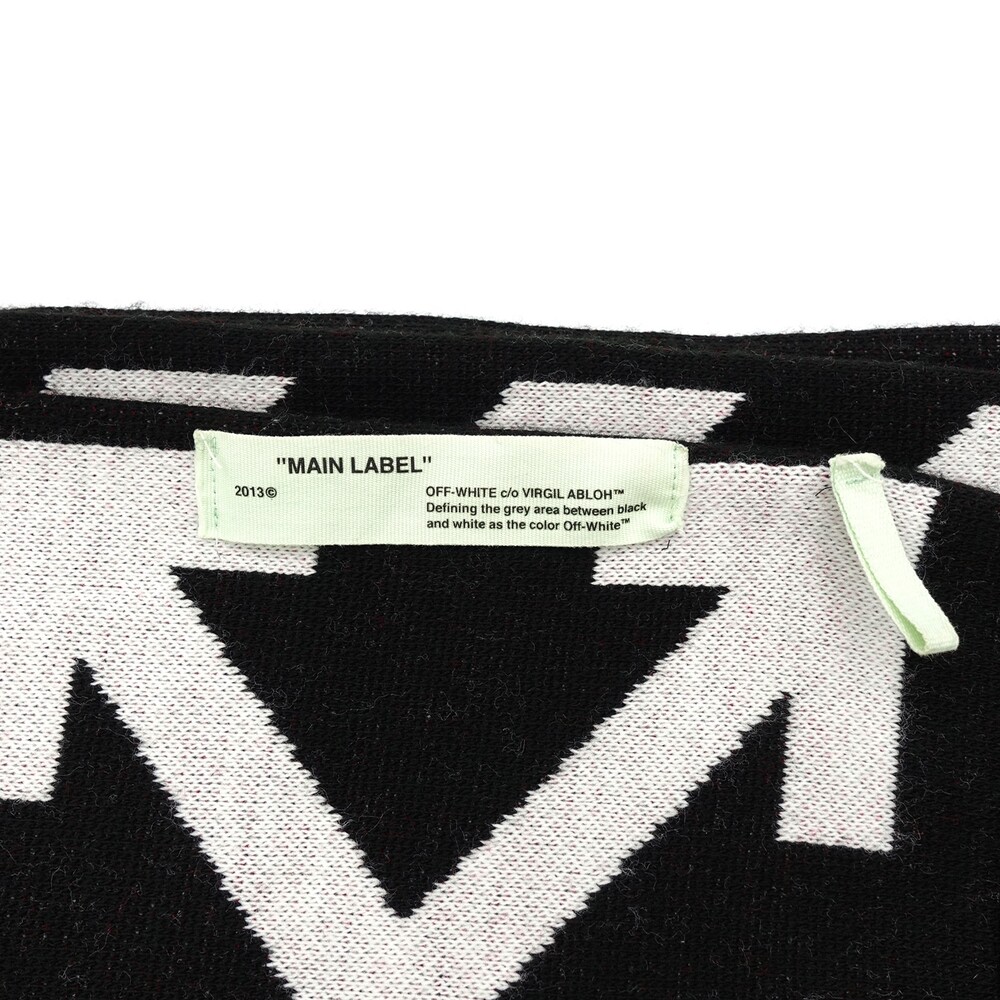 "MAIN LABEL"
2013© OFF-WHITE c/o VIRGIL ABLOH™
Defining the grey area between black
and white as the color Off-White™